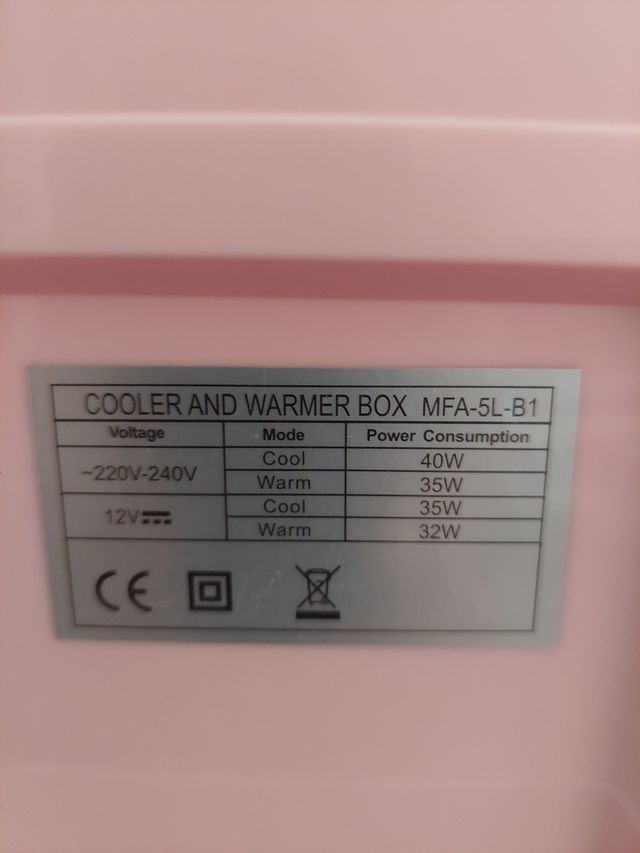 COOLER AND WARMER BOX MFA-5L-B1
Voltage Mode Power Consumption
~220V-240V Cool 40W
Warm 35W
12V Cool 35W
Warm 32W
CE